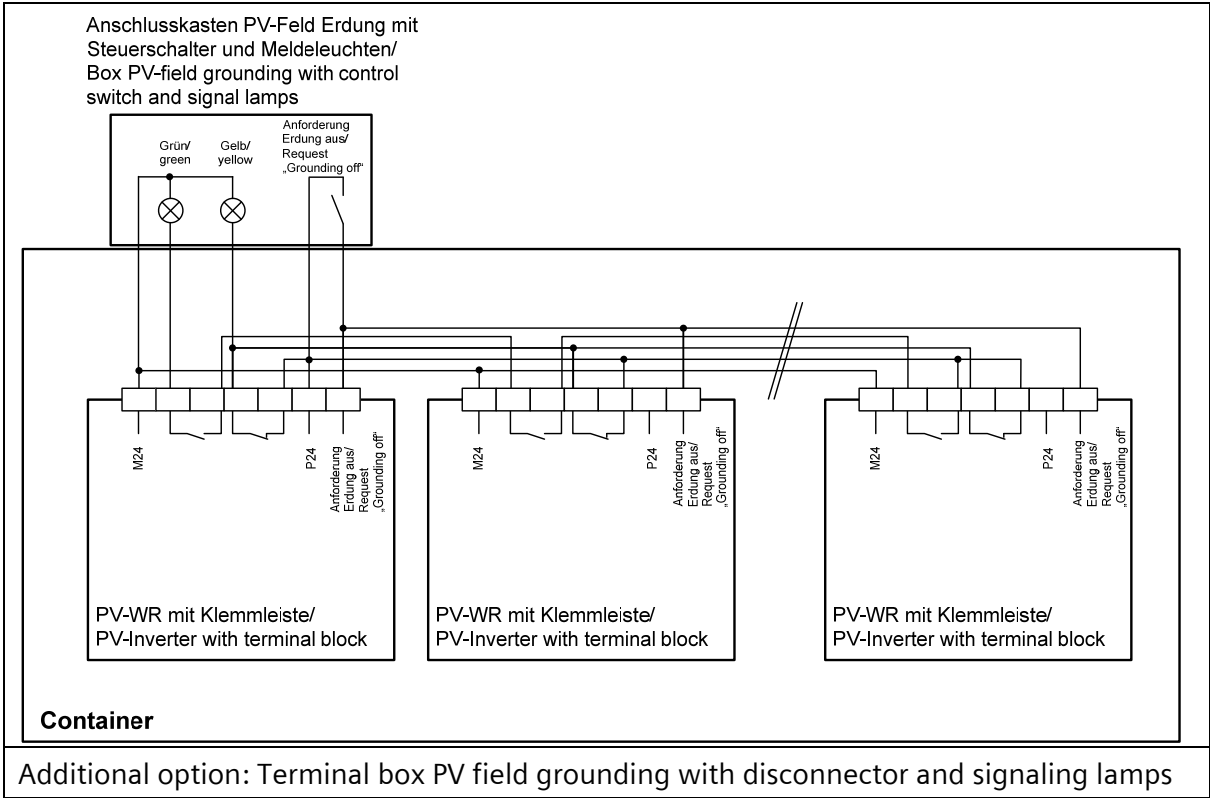 Anschlusskasten PV-Feld Erdung mit
Steuerschalter und Meldeleuchten/
Box PV-field grounding with control
switch and signal lamps
Grün/
green
Gelb/
yellow
Anforderung
Erdung aus/
Request
„Grounding off“
M24
P24
Anforderung
Erdung aus/
Request
„Grounding off“
M24
P24
Anforderung
Erdung aus/
Request
„Grounding off“
M24
P24
Anforderung
Erdung aus/
Request
„Grounding off“
PV-WR mit Klemmleiste/
PV-Inverter with terminal block
PV-WR mit Klemmleiste/
PV-Inverter with terminal block
PV-WR mit Klemmleiste/
PV-Inverter with terminal block
Container
Additional option: Terminal box PV field grounding with disconnector and signaling lamps